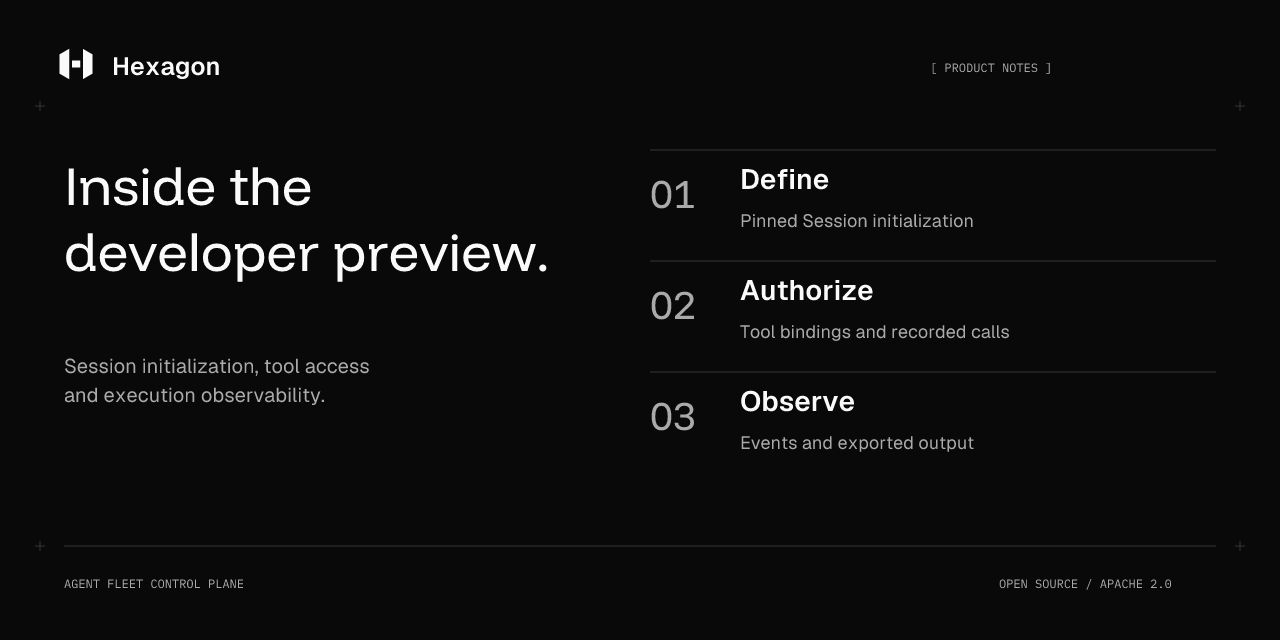 Hexagon
[ PRODUCT NOTES ]
Inside the
developer preview.
Session initialization, tool access
and execution observability.
01
Define
Pinned Session initialization
02
Authorize
Tool bindings and recorded calls
03
Observe
Events and exported output
AGENT FLEET CONTROL PLANE
OPEN SOURCE / APACHE 2.0